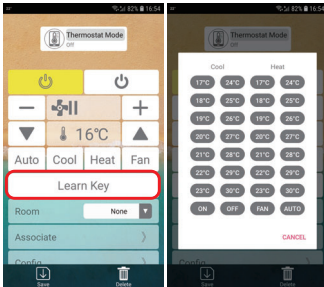 82% 16:54
Thermostat Mode
Off
16°C
Auto Cool Heat Fan
Learn Key
Room None
Associate
Config
Save Delete
82% 16:54
Thermostat Mode
Off
Cool Heat
17°C 24°C 17°C 24°C
18°C 25°C 18°C 25°C
19°C 26°C 19°C 26°C
20°C 27°C 20°C 27°C
21°C 28°C 21°C 28°C
22°C 29°C 22°C 29°C
23°C 30°C 23°C 30°C
ON OFF FAN AUTO
CANCEL
Config
Save Delete